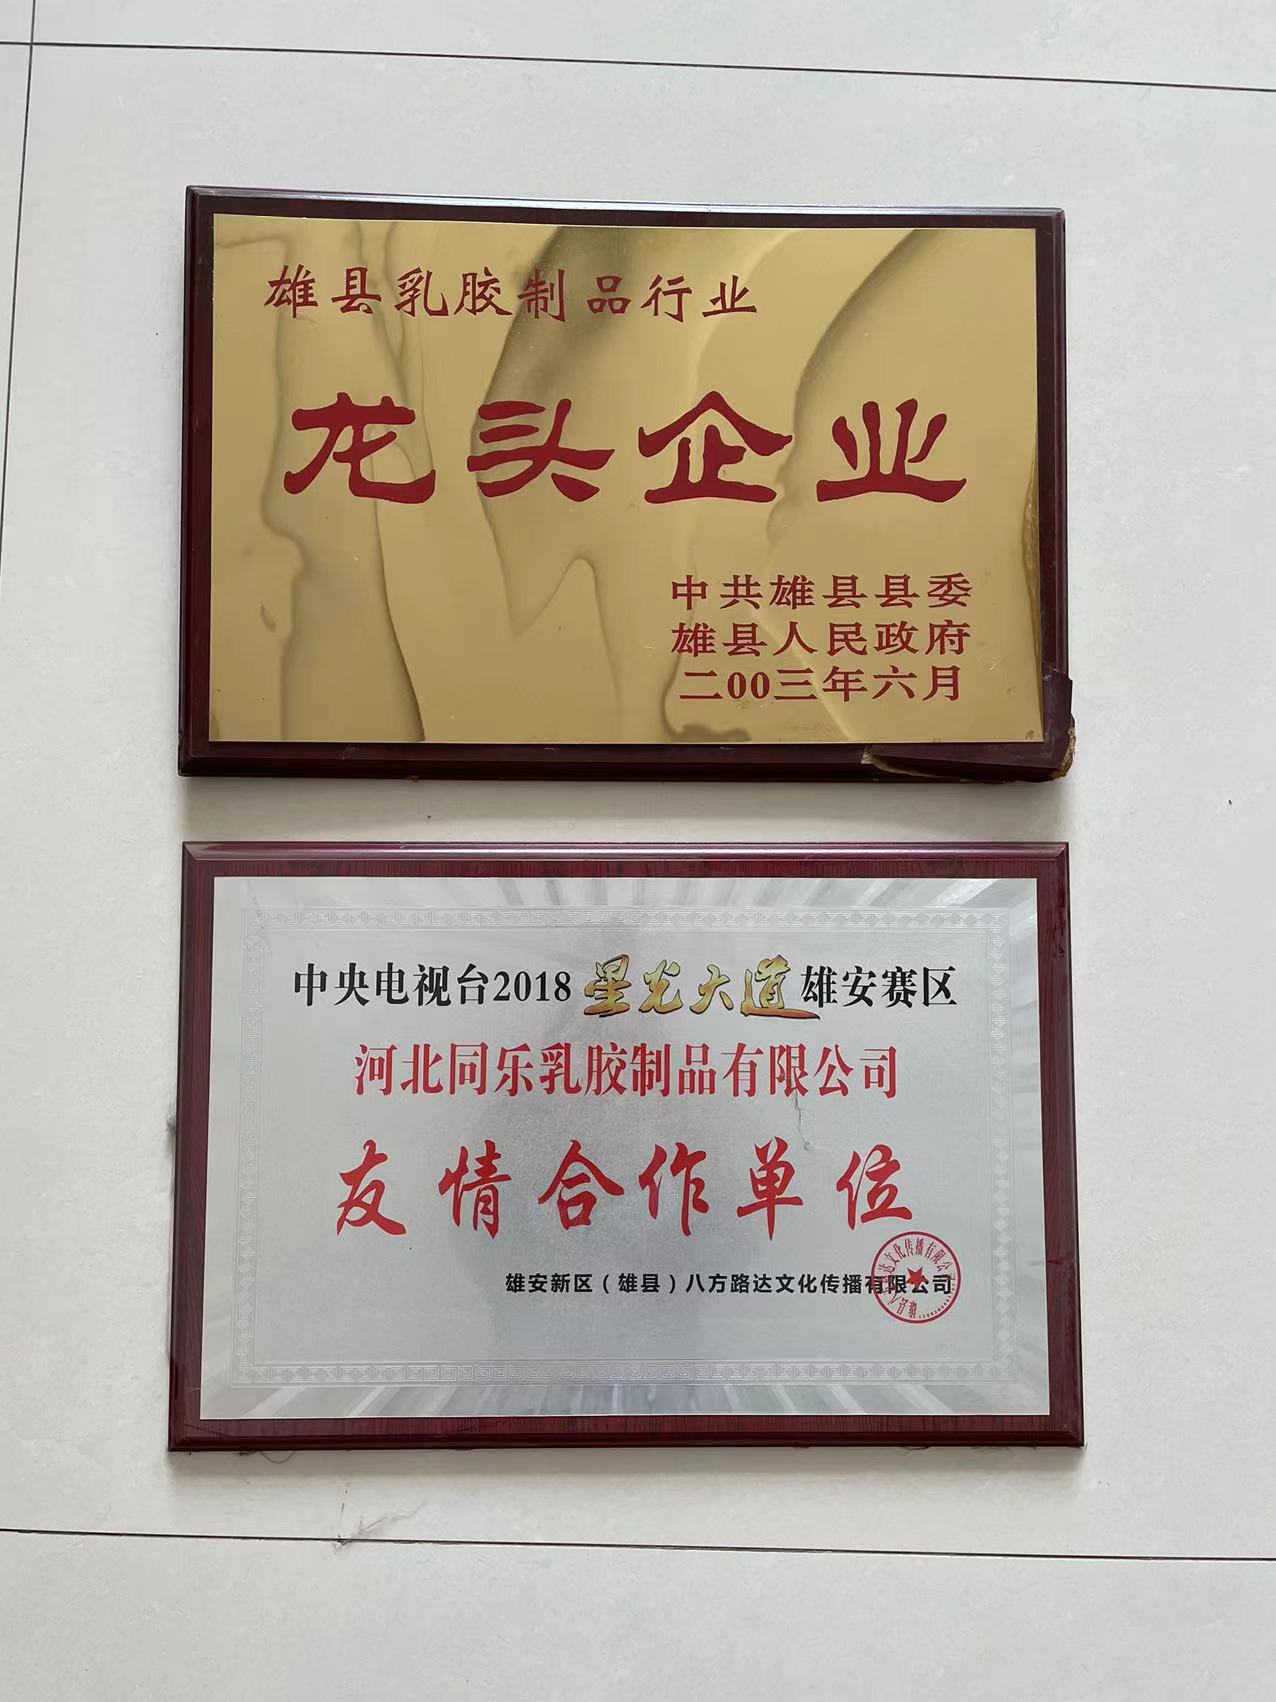 雄县乳胶制品行业
龙头企业
中共雄县县委
雄县人民政府
二00三年六月
中央电视台2018星光大道雄安赛区
河北同乐乳胶制品有限公司
友情合作单位
雄安新区（雄县）八方路达文化传播有限公司